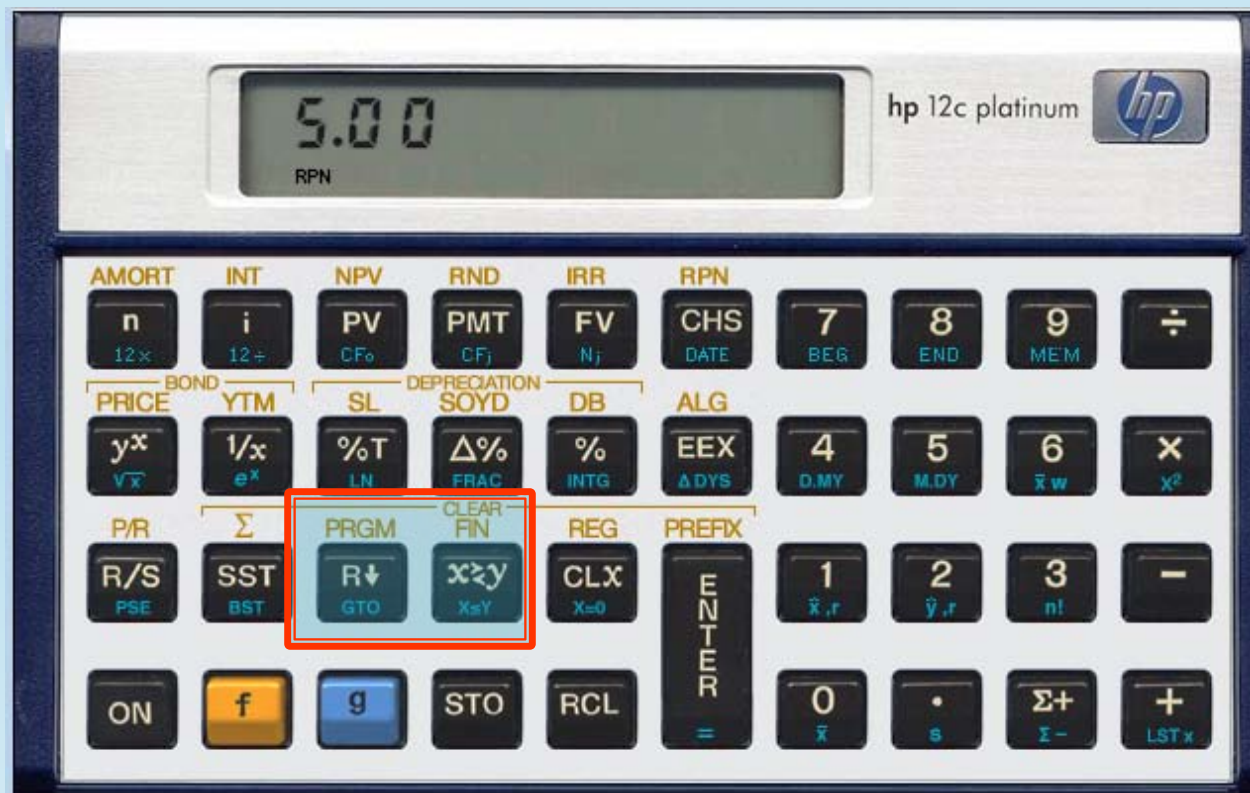 5.00
RPN
hp 12c platinum
hp
AMORT INT NPV RND IRR RPN
n i PV PMT FV CHS 7 8 9 ÷
12× 12÷ CFo CFj Nj DATE BEG END MEM
BOND DEPRECIATION
PRICE YTM SL SOYD DB ALG
yˣ 1/x %T Δ% % EEX 4 5 6 ×
√x eˣ LN FRAC INTG ΔDYS D.MY M.DY x̄w x²
CLEAR
P/R Σ PRGM FIN REG PREFIX
R/S SST R↓ x≷y CLX ENTER 1 2 3 −
PSE BST GTO X≤Y X=0 x̂,r ŷ,r n!
ON f g STO RCL 0 • Σ+ +
= x̄ s Σ− LST x